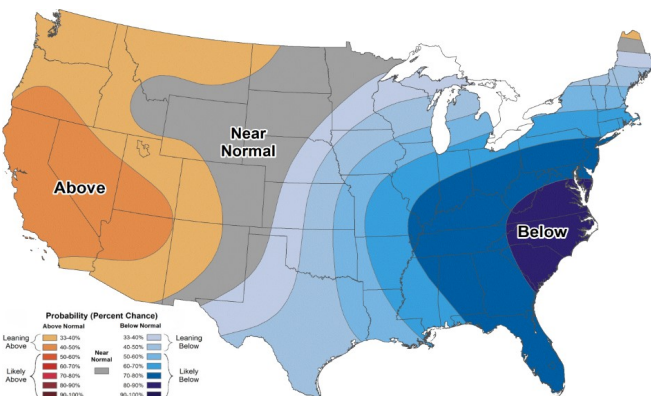 Near
Normal
Above
Below
Probability (Percent Chance)
Above Normal
Below Normal
Leaning
Above
33-40%
40-50%
33-40%
40-50%
Leaning
Below
Likely
Above
50-60%
60-70%
70-80%
80-90%
90-100%
Near
Normal
50-60%
60-70%
70-80%
80-90%
90-100%
Likely
Below